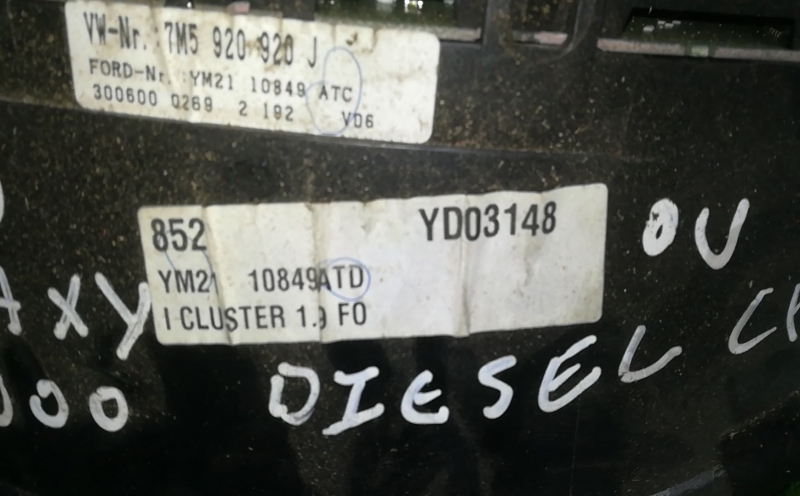 VW-Nr. 7M5 920 920 J
FORD-Nr. YM21 10849 ATC
300600 0269 2 192 VD6
852 YD03148
YM21 10849ATD
I CLUSTER 1.9 FO
OU
AXY
DIESEL